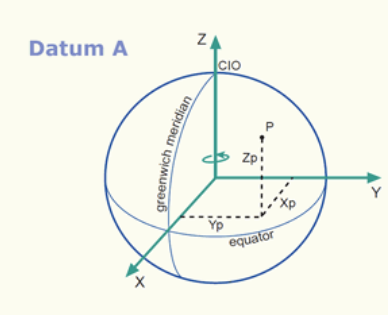 Datum A
Z
CIO
greenwich meridian
P
Zp
Y
Xp
Yp
equator
X